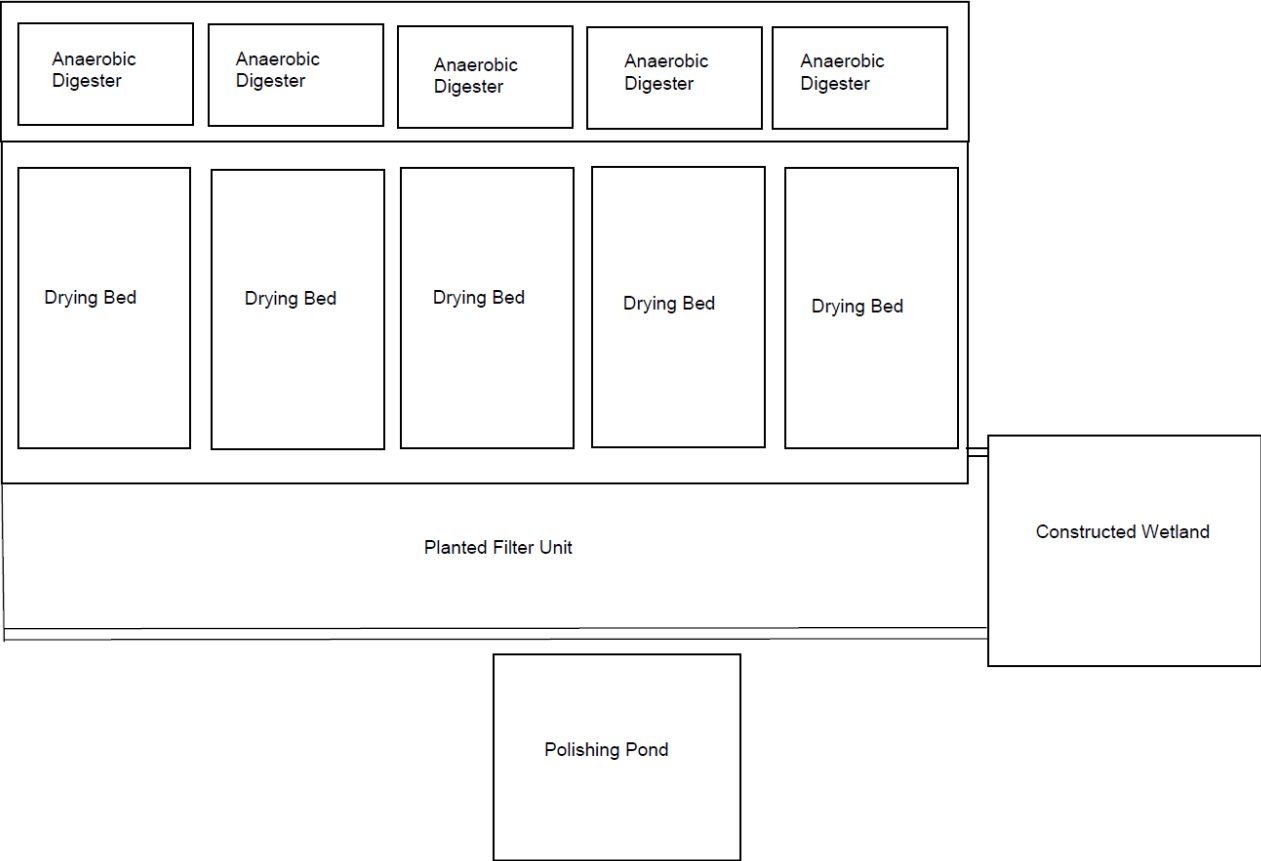 Anaerobic
Digester
Anaerobic
Digester
Anaerobic
Digester
Anaerobic
Digester
Anaerobic
Digester
Drying Bed
Drying Bed
Drying Bed
Drying Bed
Drying Bed
Constructed Wetland
Planted Filter Unit
Polishing Pond